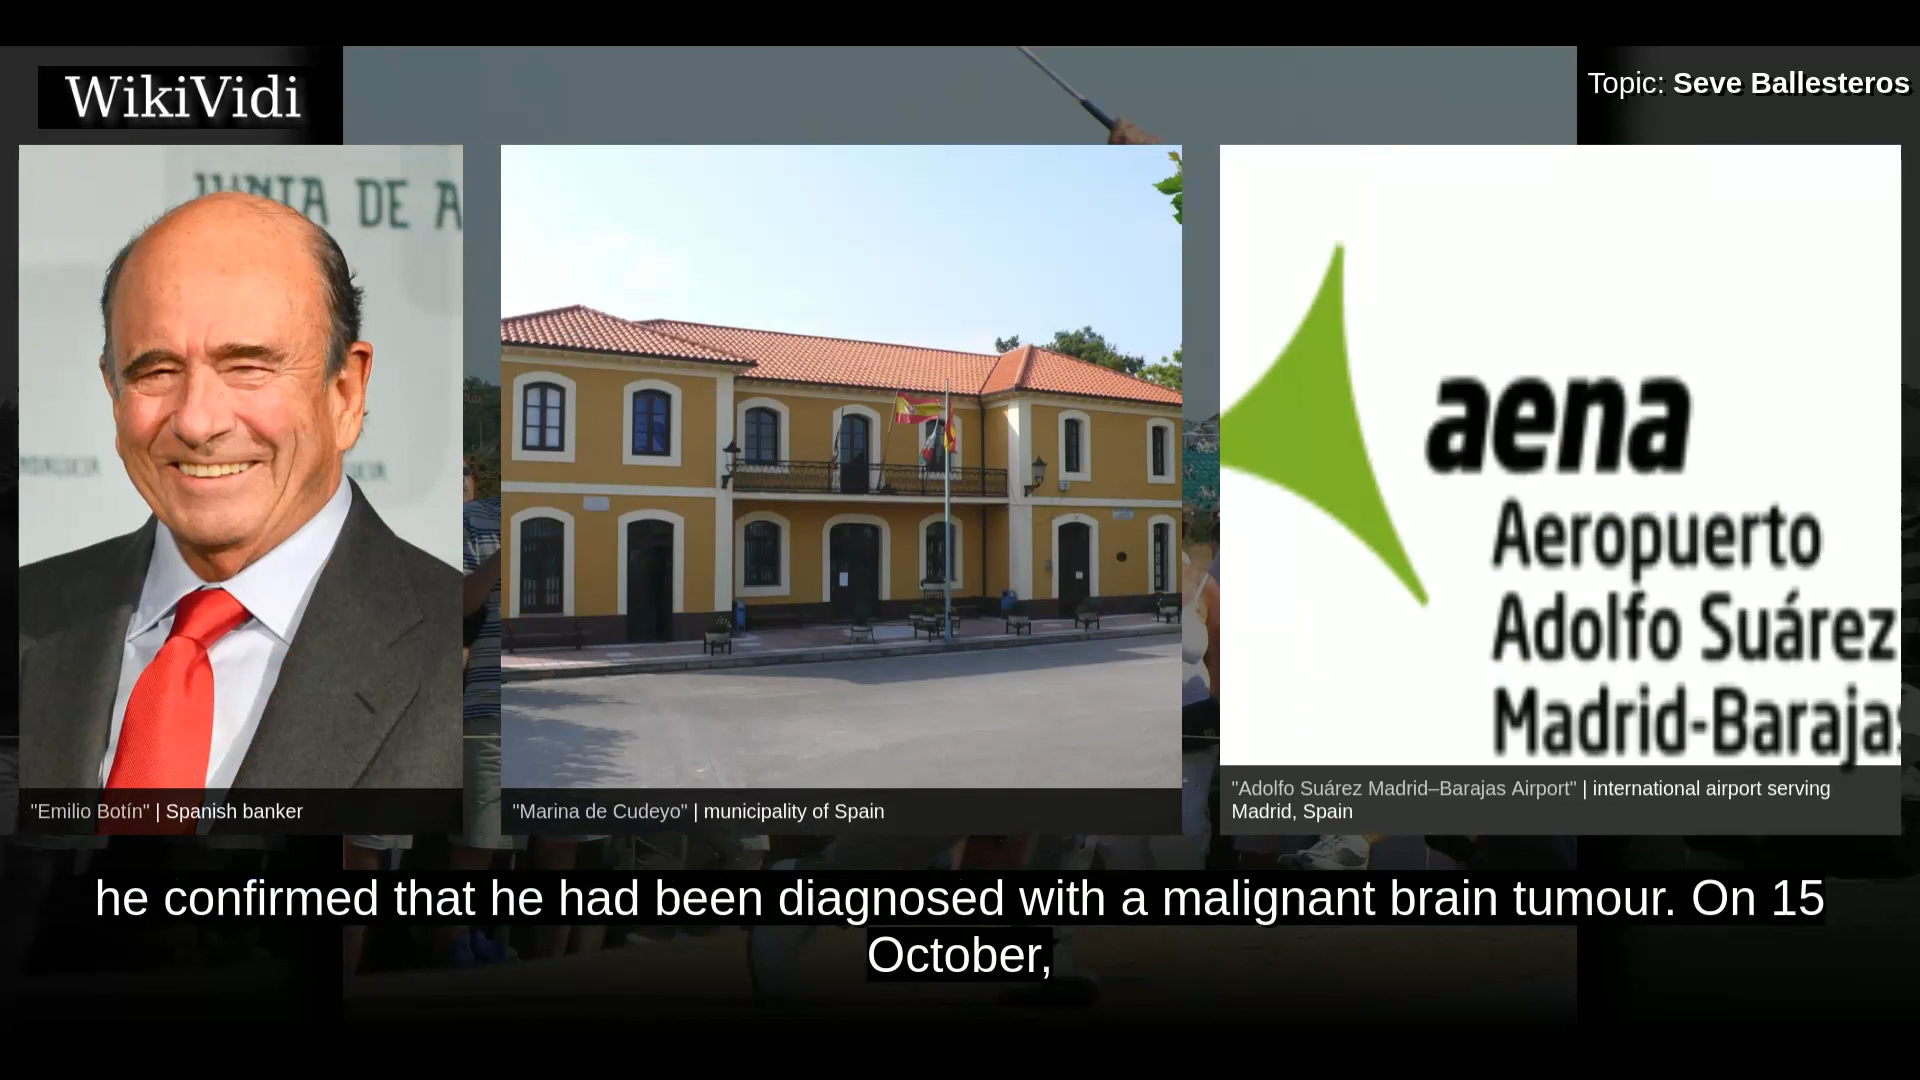 WikiVidi
Topic: Seve Ballesteros
JUNTA DE A
aena
Aeropuerto
Adolfo Suárez
Madrid-Barajas
"Emilio Botín" | Spanish banker
"Marina de Cudeyo" | municipality of Spain
"Adolfo Suárez Madrid–Barajas Airport" | international airport serving
Madrid, Spain
he confirmed that he had been diagnosed with a malignant brain tumour. On 15
October,